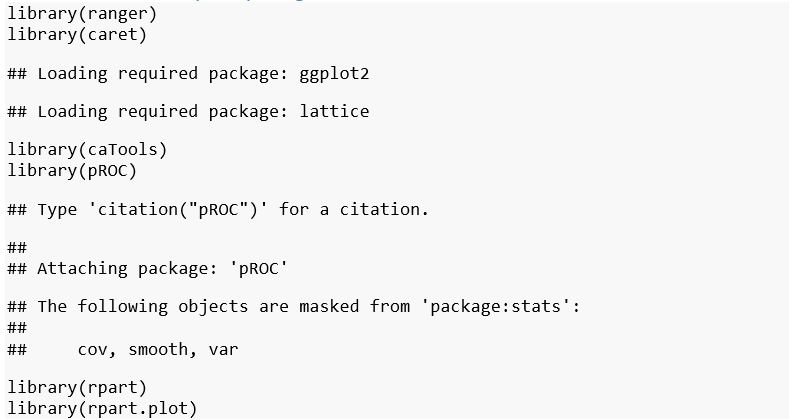 library(ranger)
library(caret)
## Loading required package: ggplot2
## Loading required package: lattice
library(caTools)
library(pROC)
## Type 'citation("pROC")' for a citation.
##
## Attaching package: 'pROC'
## The following objects are masked from 'package:stats':
##
##     cov, smooth, var
library(rpart)
library(rpart.plot)